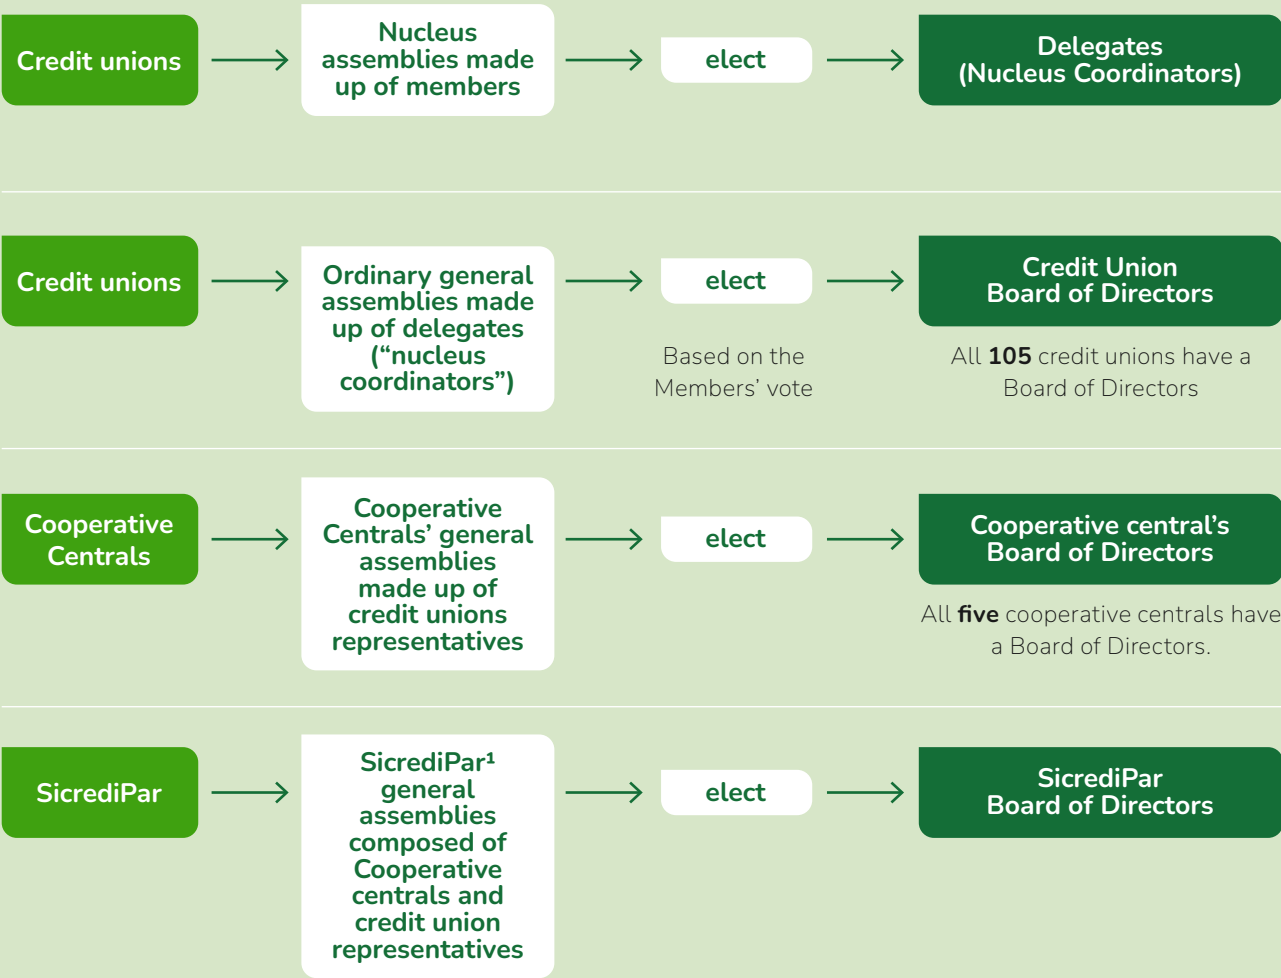 Credit unions
Nucleus
assemblies made
up of members
elect
Delegates
(Nucleus Coordinators)
Credit unions
Ordinary general
assemblies made
up of delegates
(“nucleus
coordinators”)
elect
Based on the
Members’ vote
Credit Union
Board of Directors
All 105 credit unions have a
Board of Directors
Cooperative
Centrals
Cooperative
Centrals’ general
assemblies
made up of
credit unions
representatives
elect
Cooperative central’s
Board of Directors
All five cooperative centrals have
a Board of Directors.
SicrediPar
SicrediPar¹
general
assemblies
composed of
Cooperative
centrals and
credit union
representatives
elect
SicrediPar
Board of Directors